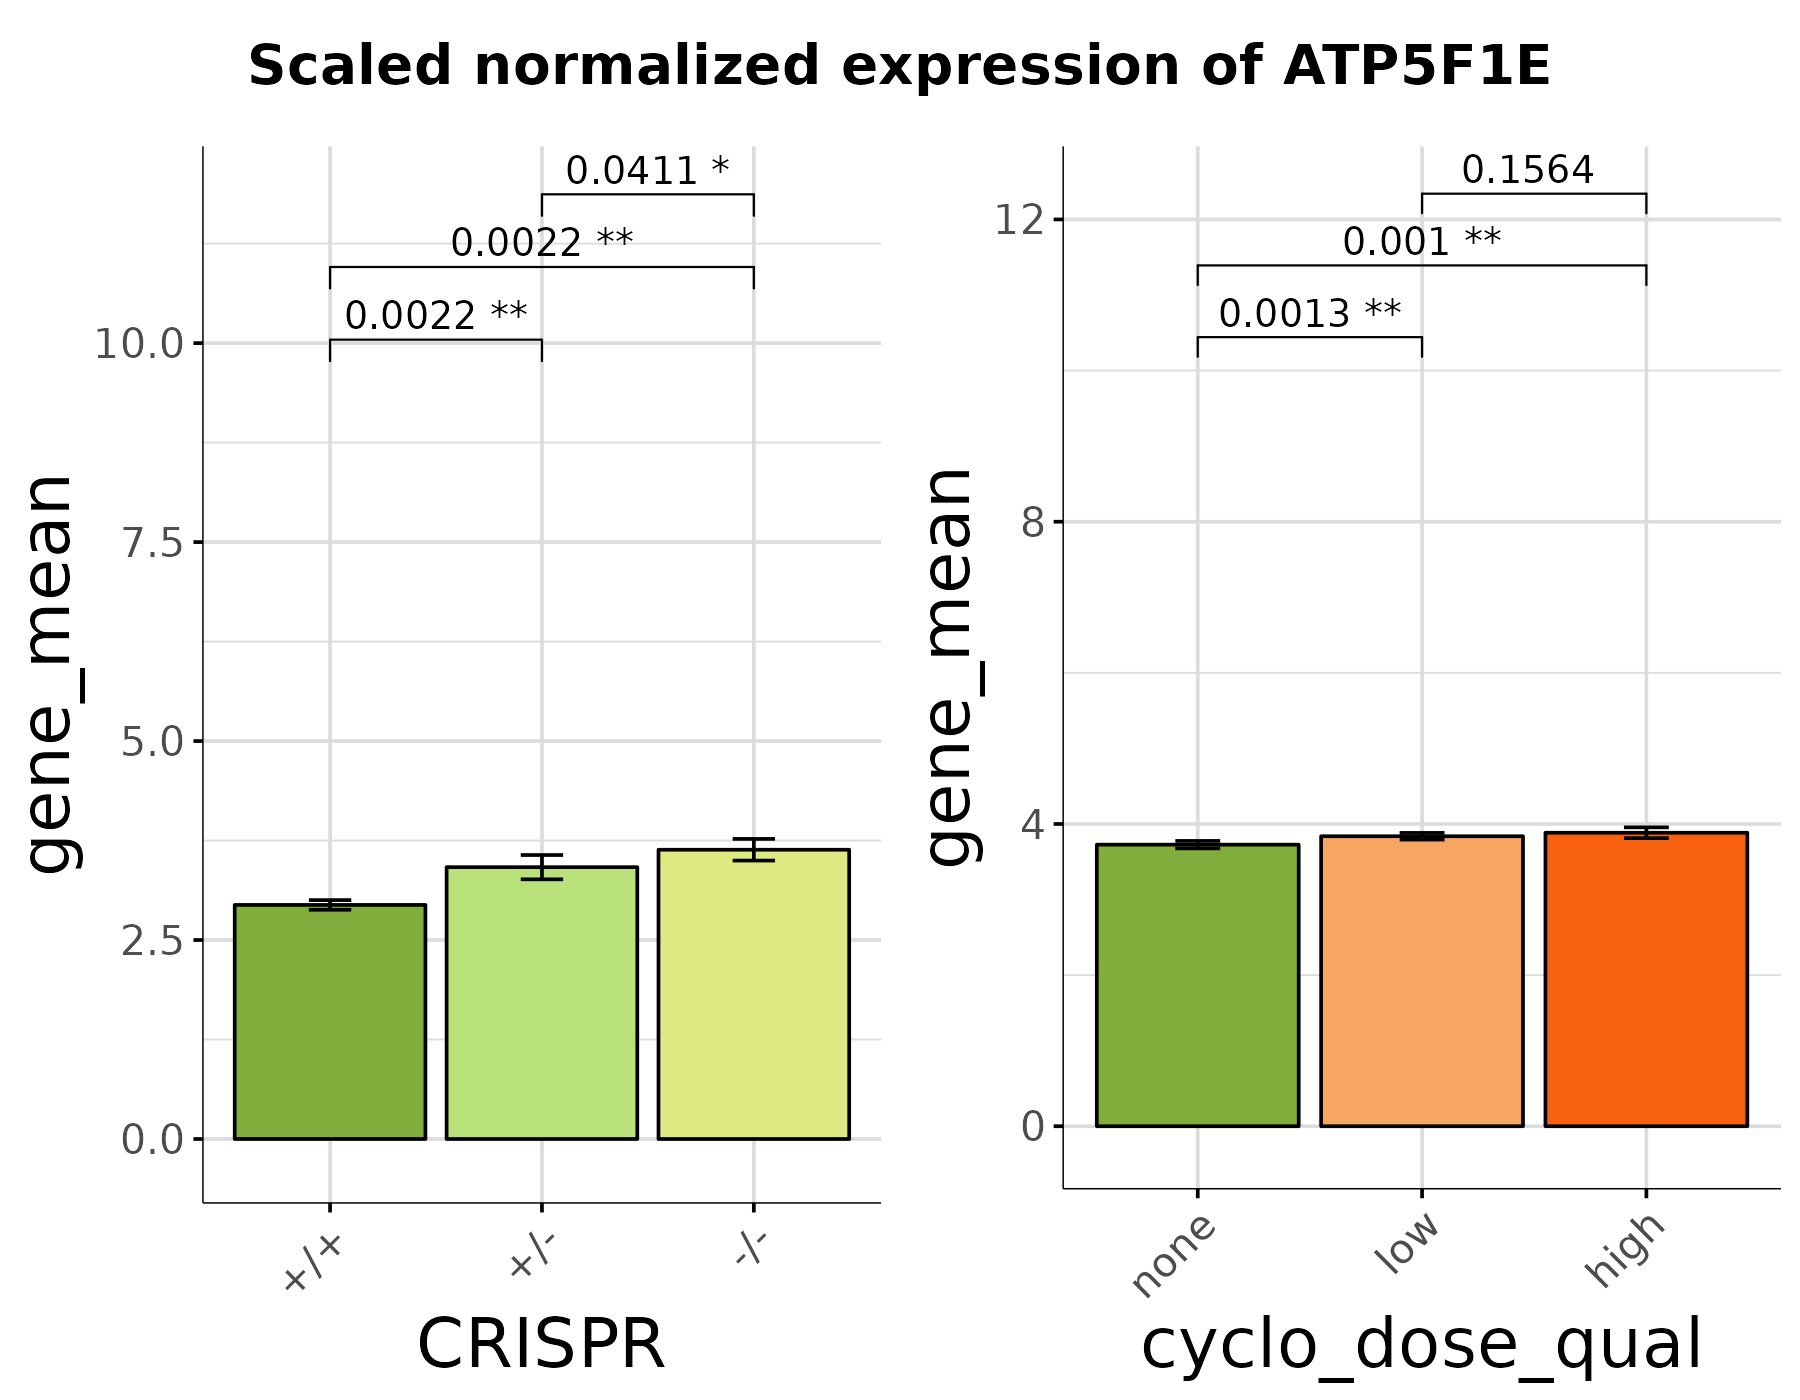 Scaled normalized expression of ATP5F1E
gene_mean
0.0411 *
0.0022 **
0.0022 **
10.0
7.5
5.0
2.5
0.0
+/+
+/-
-/-
CRISPR
gene_mean
0.1564
0.001 **
0.0013 **
12
8
4
0
none
low
high
cyclo_dose_qual